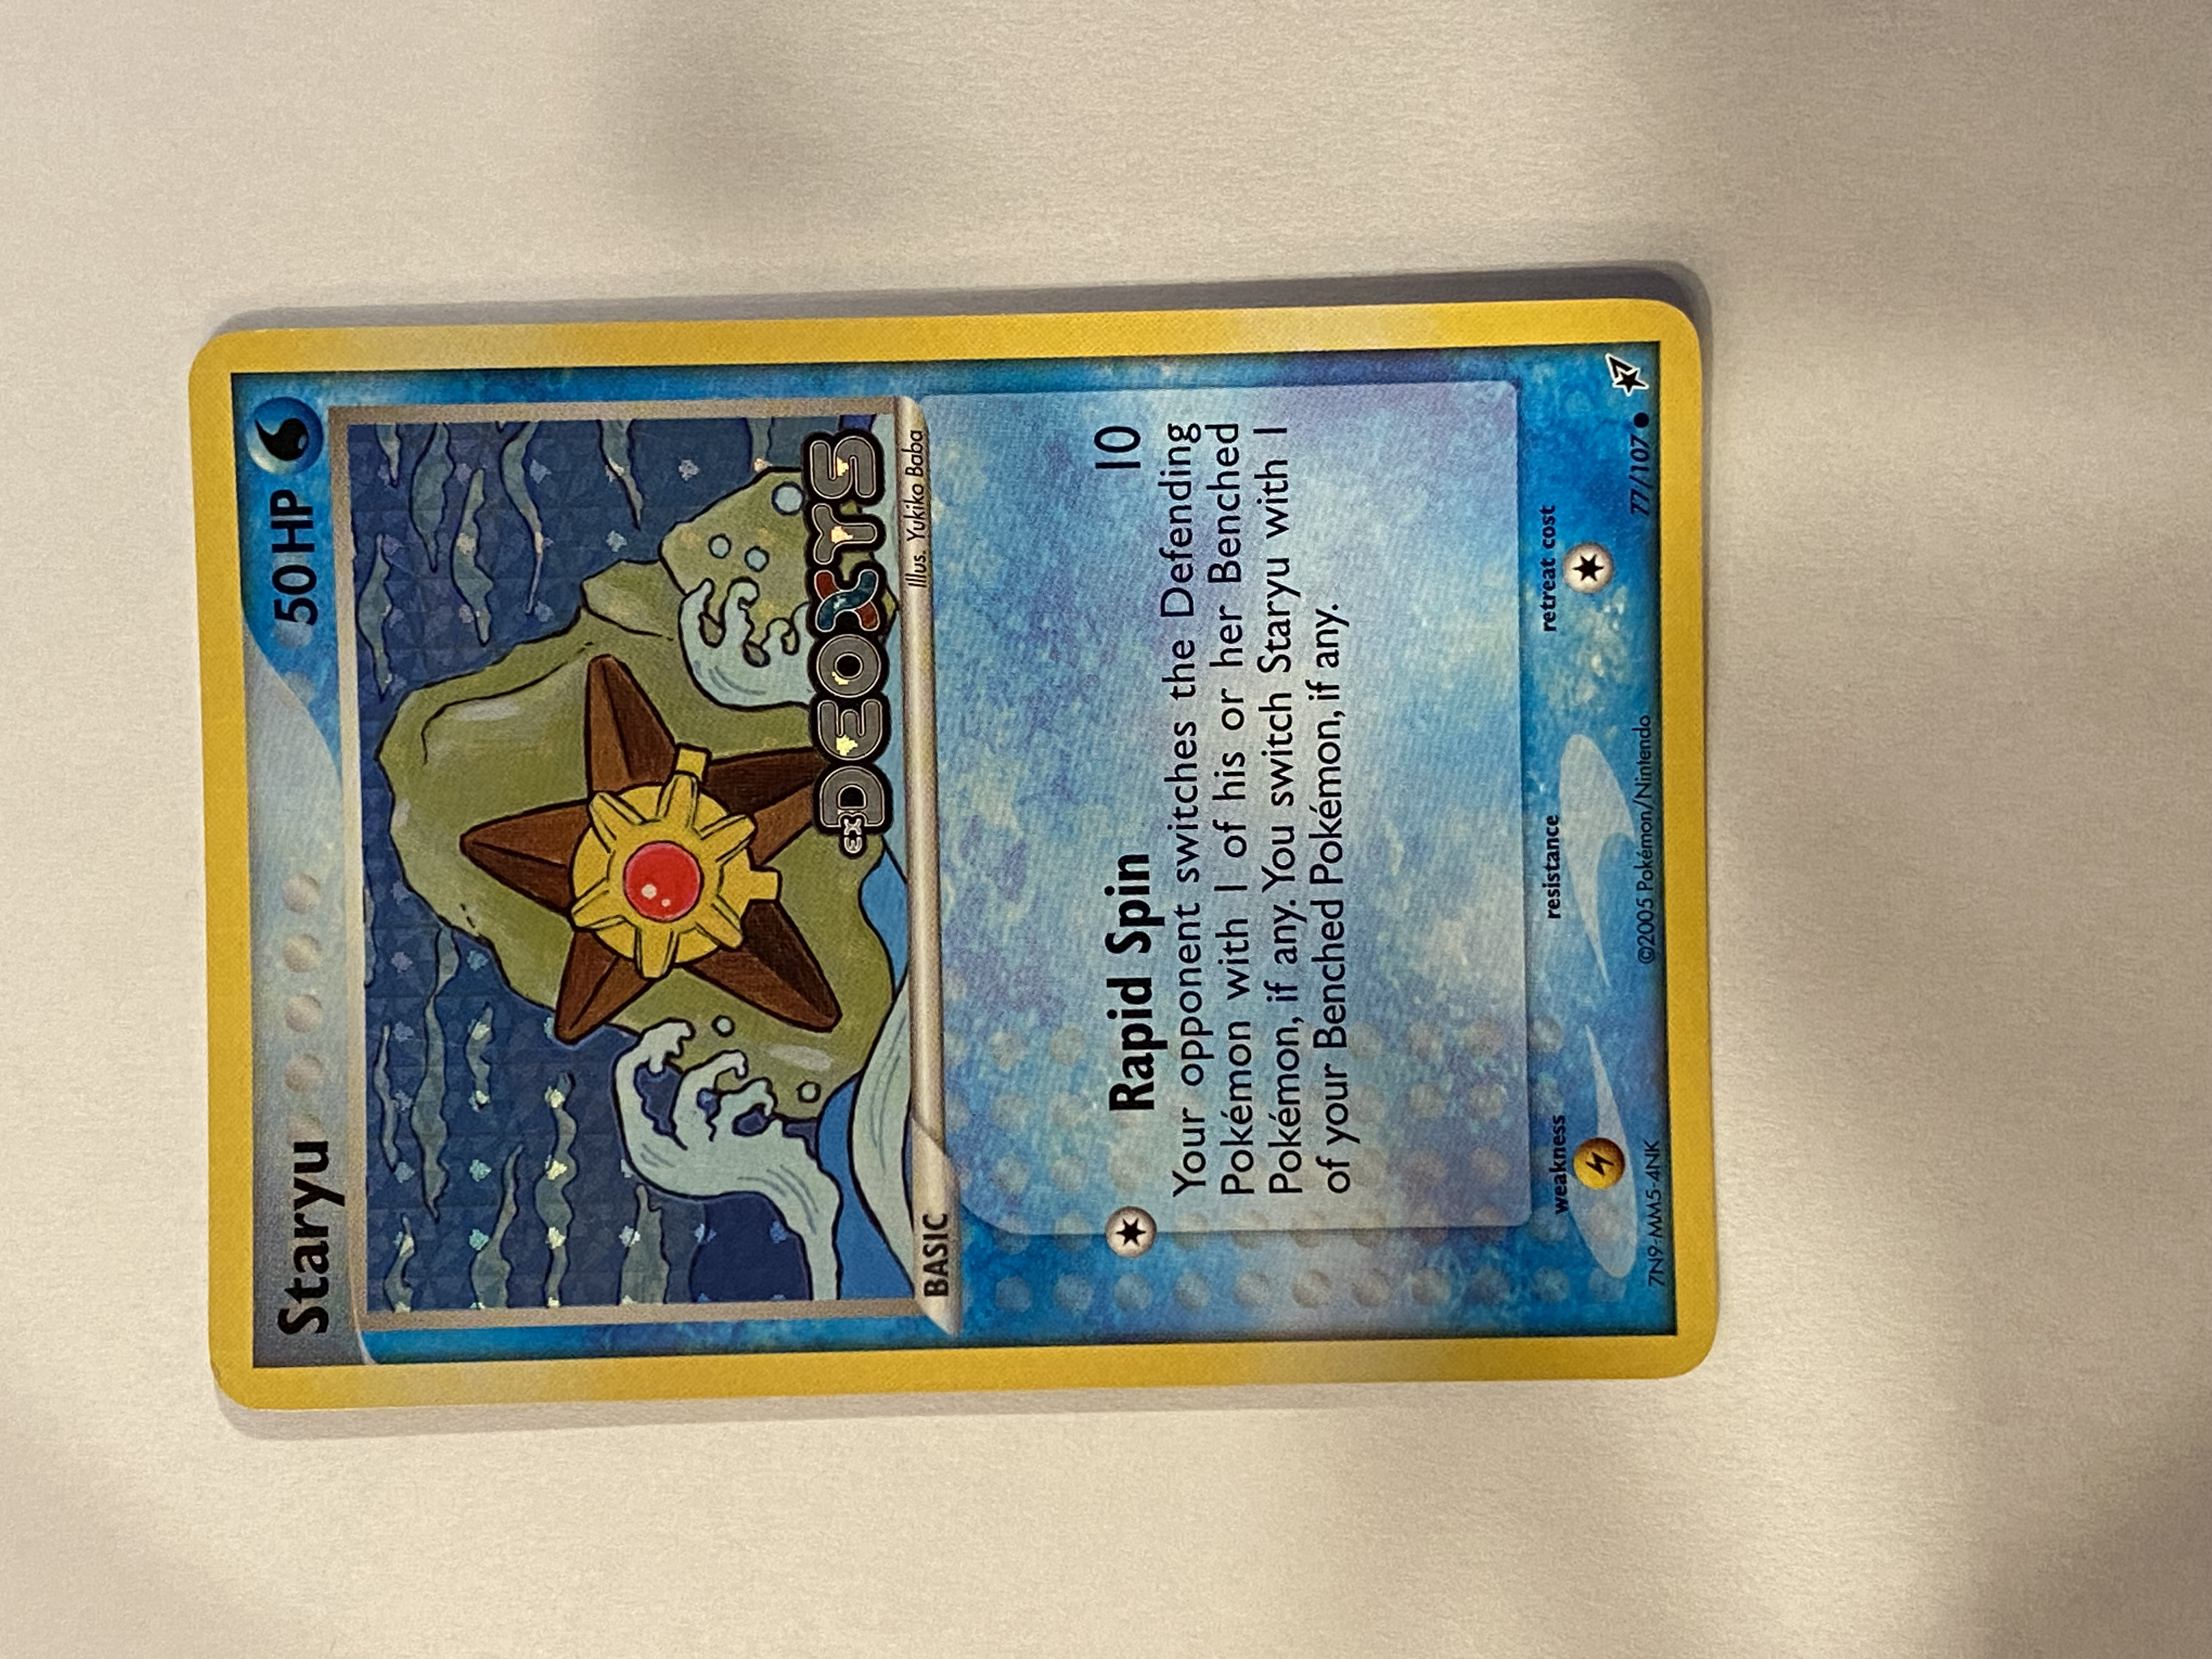 Staryu 50 HP
EX DEOXYS
Illus. Yukiko Baba
BASIC
Rapid Spin 10
Your opponent switches the Defending
Pokémon with 1 of his or her Benched
Pokémon, if any. You switch Staryu with 1
of your Benched Pokémon, if any.
weakness resistance retreat cost
7N9-MM5-4NK ©2005 Pokémon/Nintendo 77/107